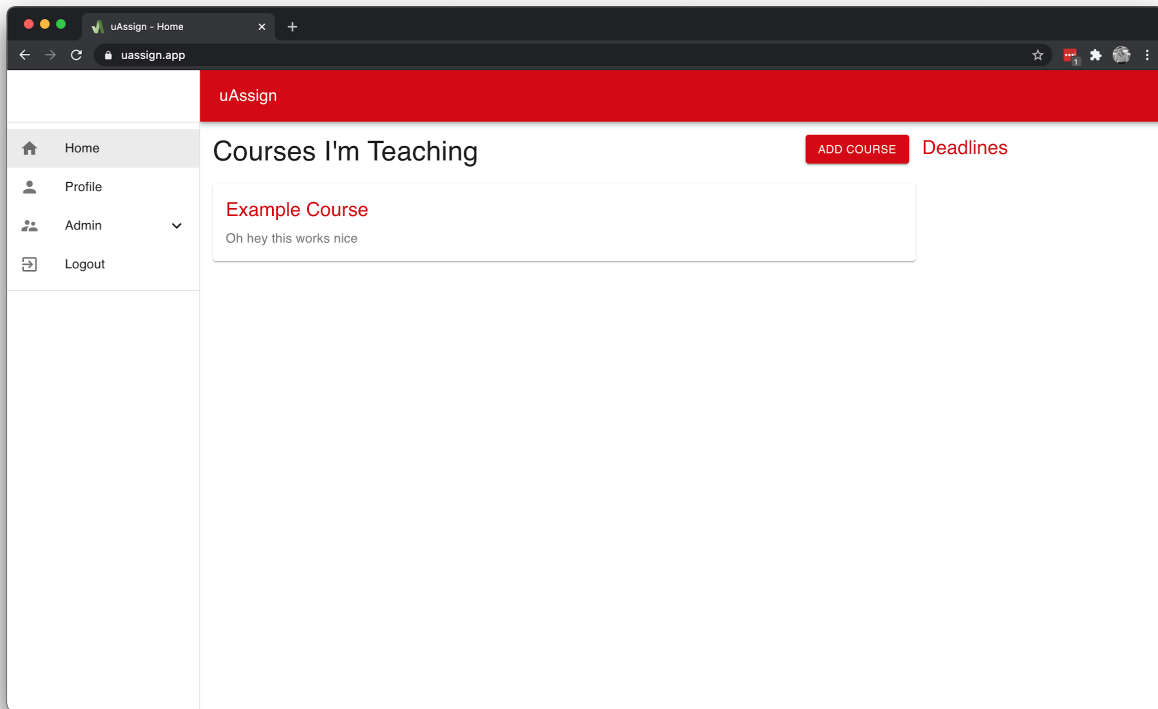 uAssign - Home
uassign.app
1
uAssign
Home
Profile
Admin
Logout
Courses I'm Teaching
ADD COURSE
Deadlines
Example Course
Oh hey this works nice